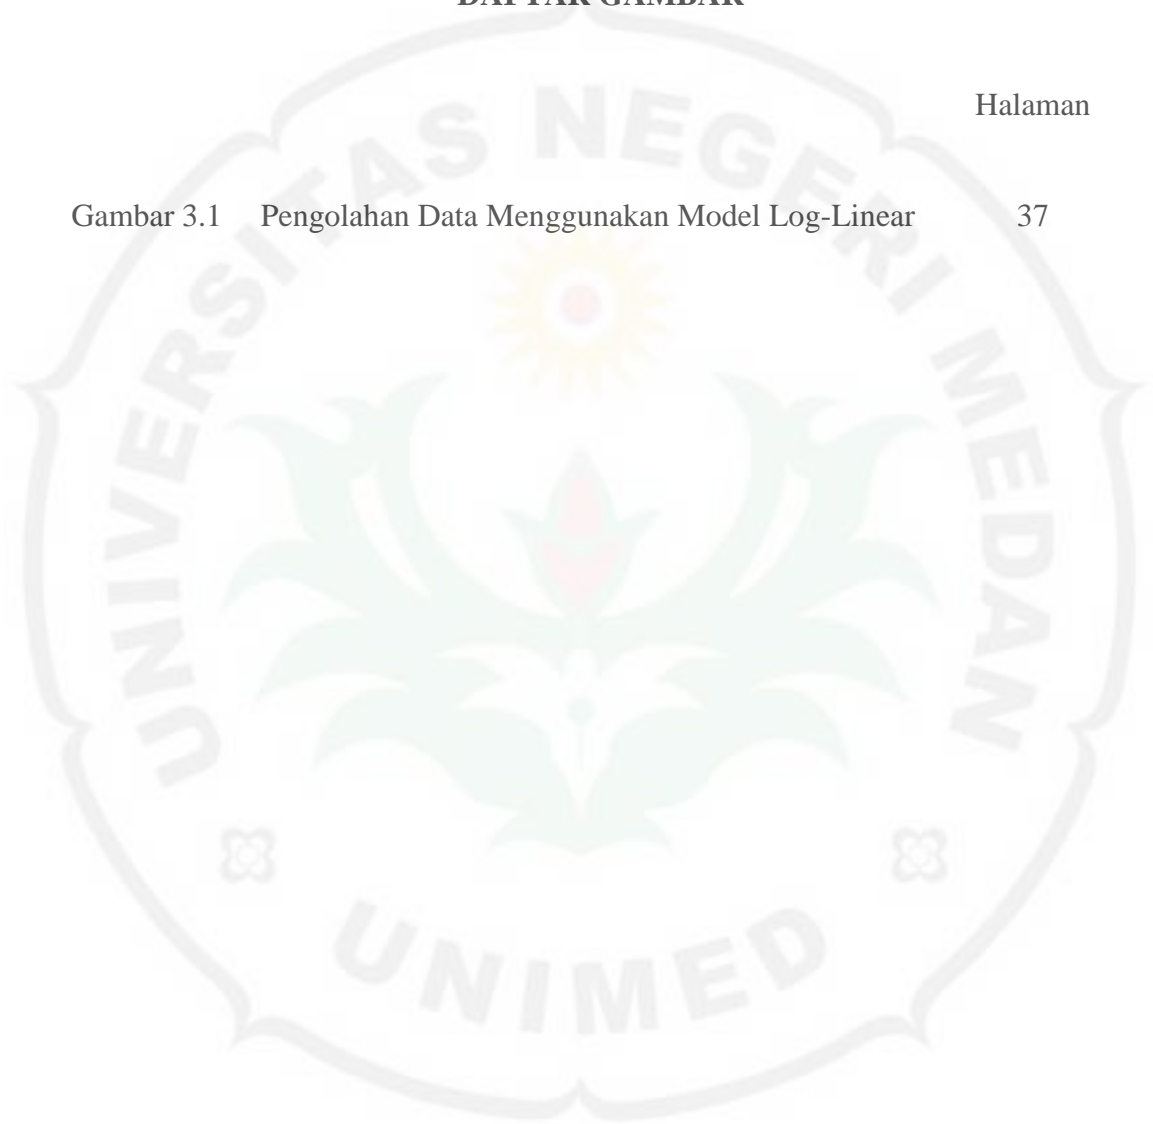 DAFTAR GAMBAR
Halaman
Gambar 3.1 Pengolahan Data Menggunakan Model Log-Linear 37
UNIVERSITAS NEGERI MEDAN
UNIMED